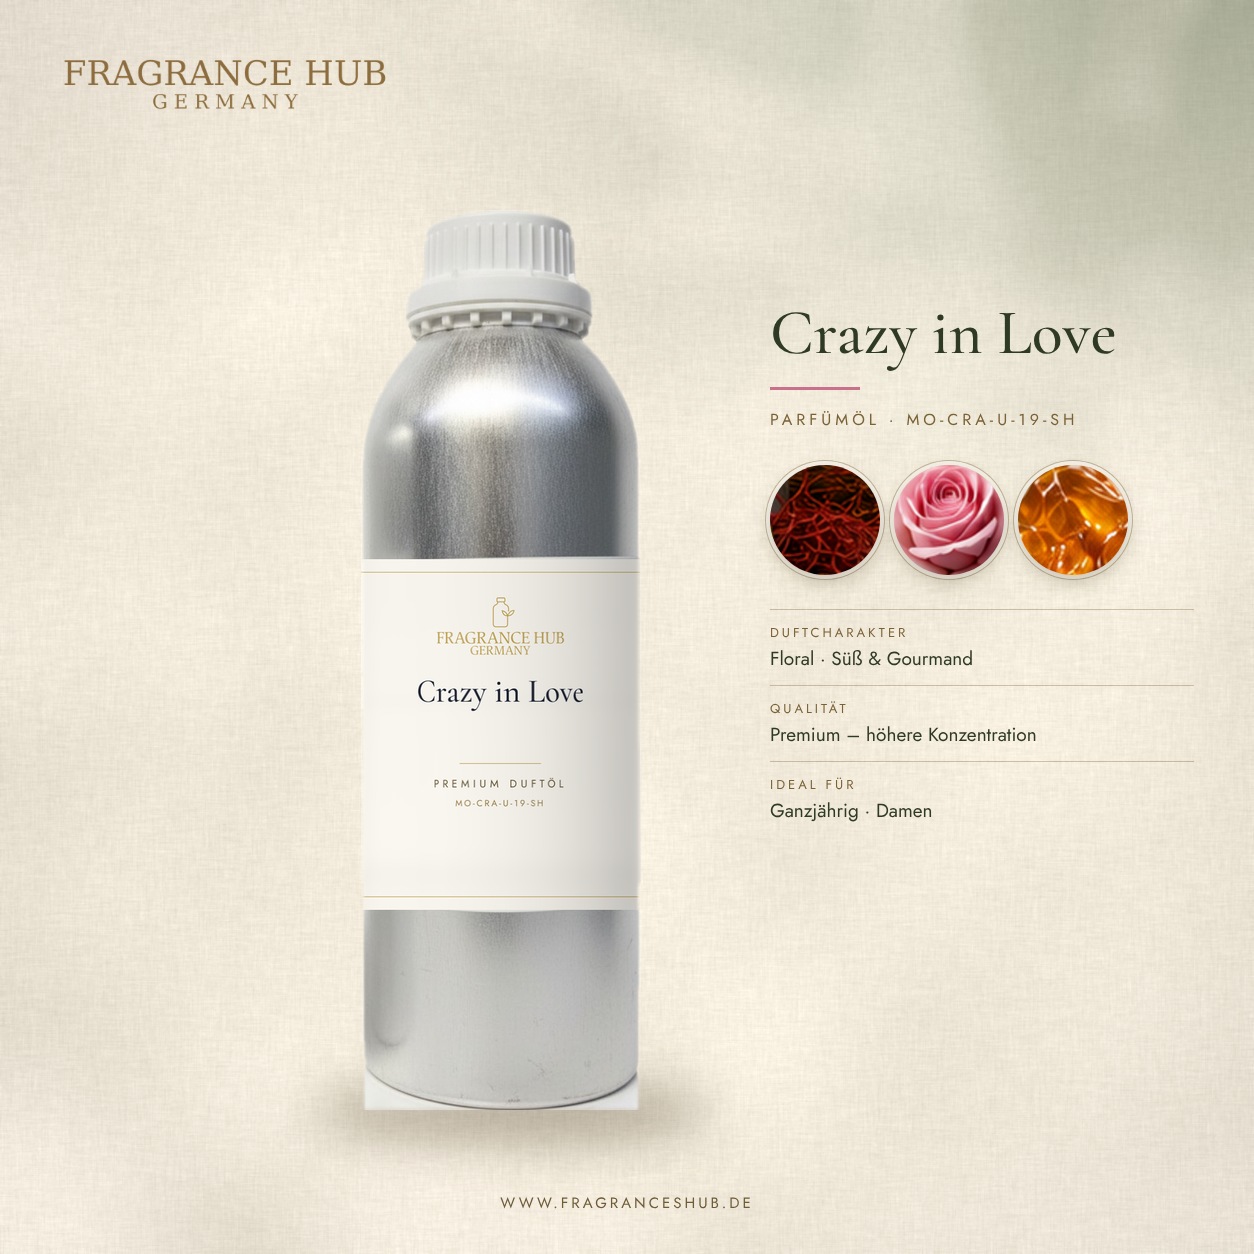 FRAGRANCE HUB
GERMANY
Crazy in Love
PARFÜMÖL · MO-CRA-U-19-SH
DUFTCHARAKTER
Floral · Süß & Gourmand
QUALITÄT
Premium – höhere Konzentration
IDEAL FÜR
Ganzjährig · Damen
FRAGRANCE HUB
GERMANY
Crazy in Love
PREMIUM DUFTÖL
MO-CRA-U-19-SH
WWW.FRAGRANCESHUB.DE